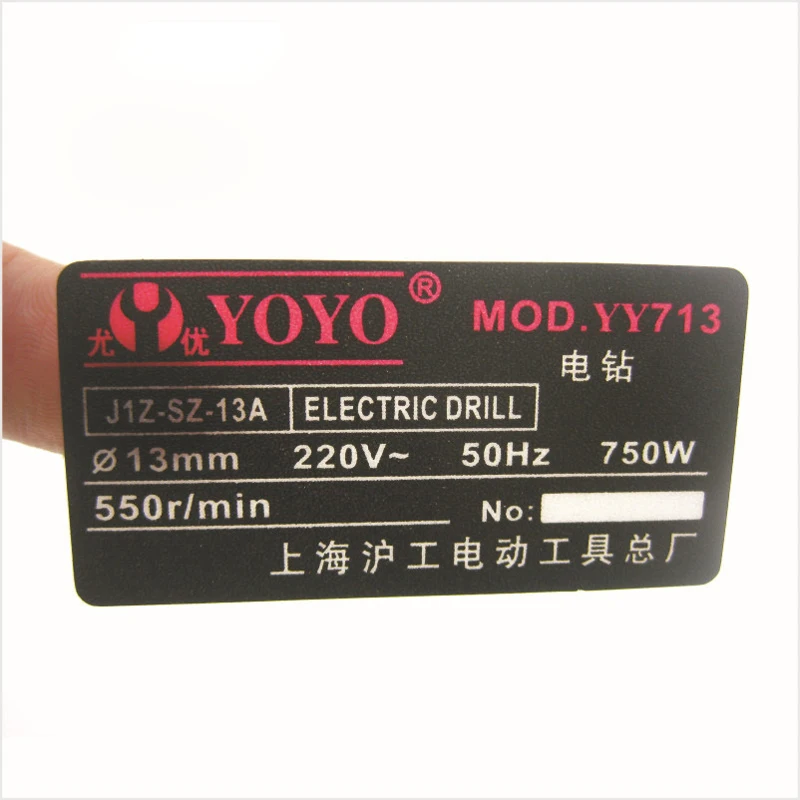 尤优 YOYO® MOD.YY713
电钻
J1Z-SZ-13A ELECTRIC DRILL
Ø13mm 220V~ 50Hz 750W
550r/min No:
上海沪工电动工具总厂